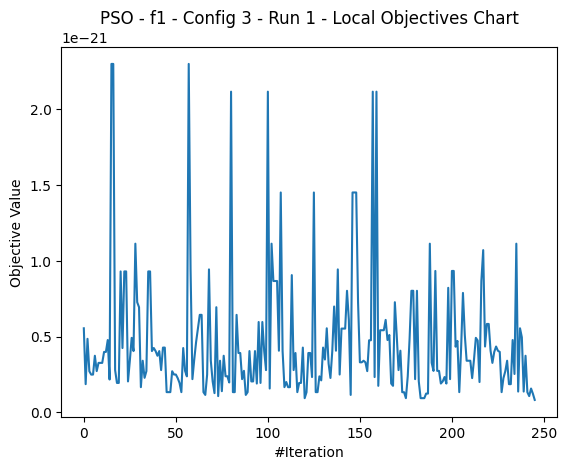 PSO - f1 - Config 3 - Run 1 - Local Objectives Chart
1e−21
2.0
1.5
1.0
0.5
0.0
Objective Value
0 50 100 150 200 250
#Iteration